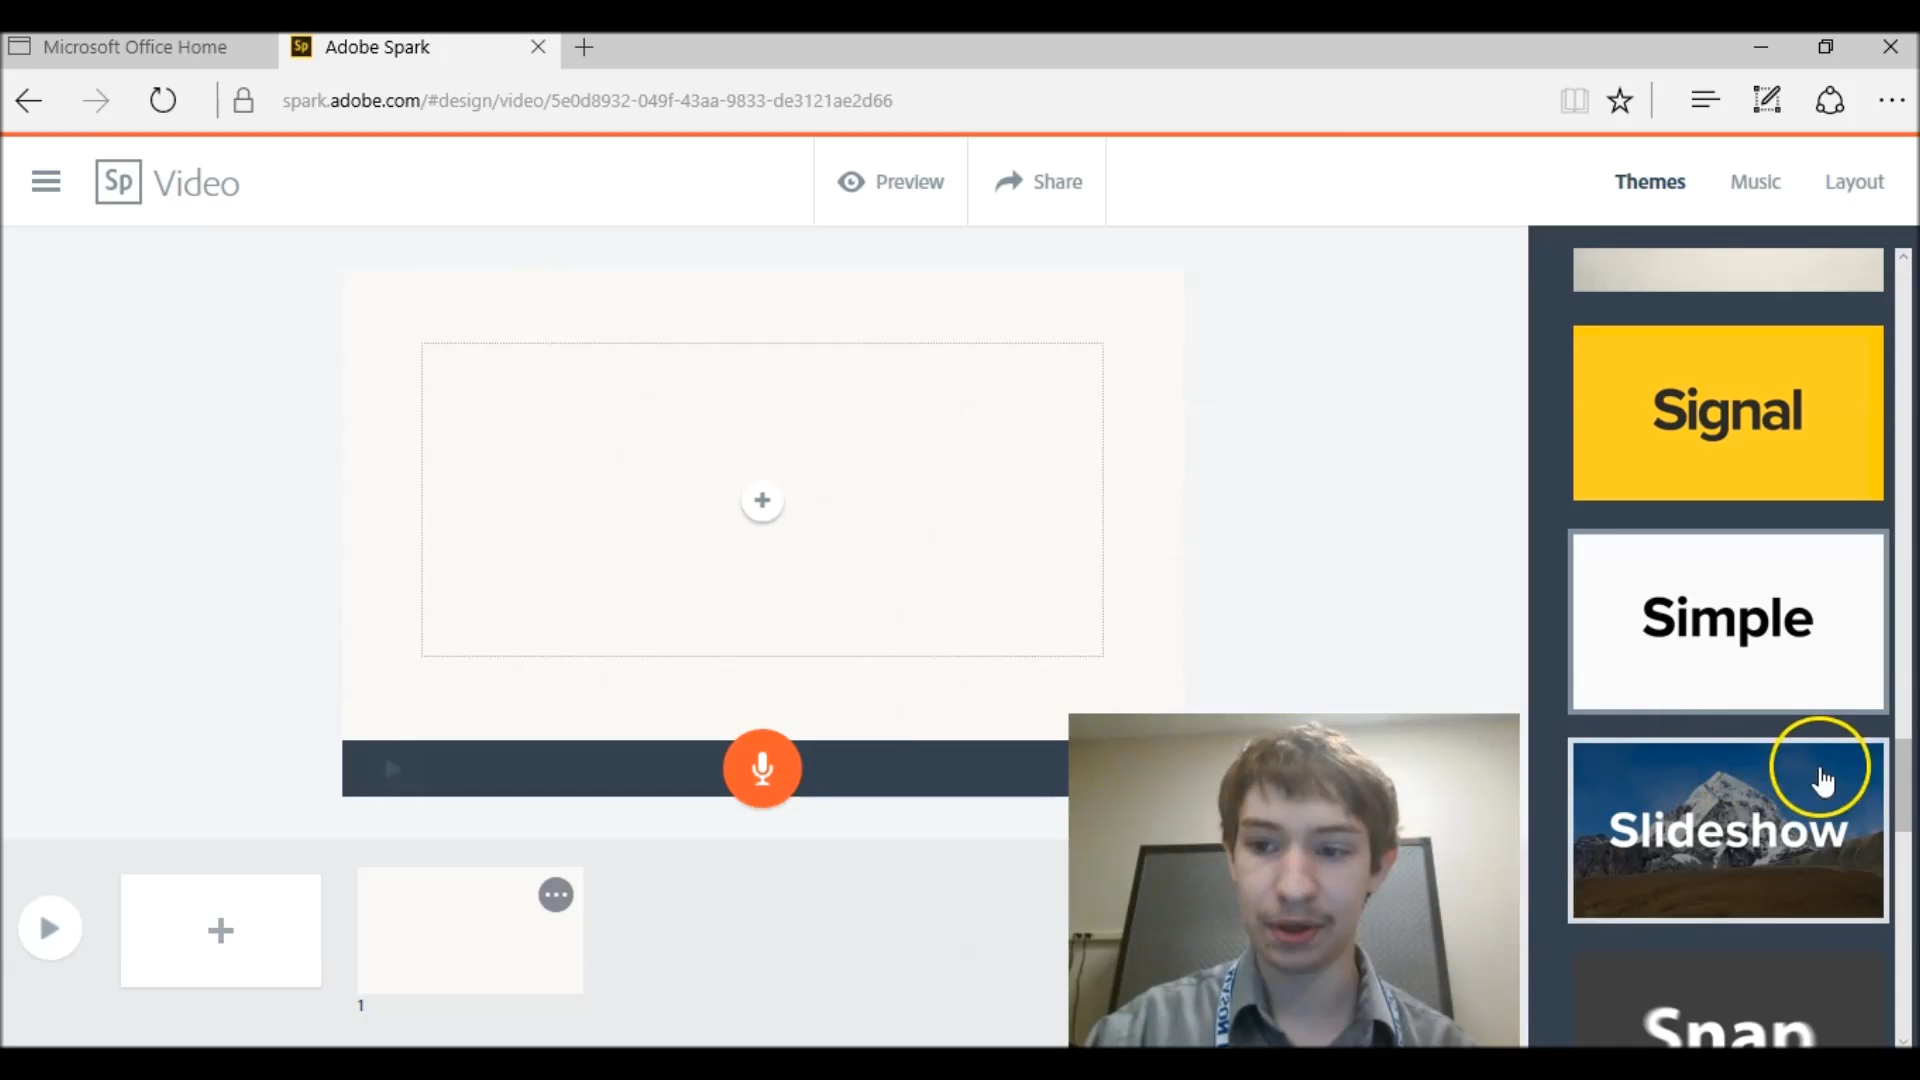 Microsoft Office Home
Sp Adobe Spark
spark.adobe.com/#design/video/5e0d8932-049f-43aa-9833-de3121ae2d66
Sp Video
Preview
Share
Themes
Music
Layout
Signal
Simple
Slideshow
Snap
1